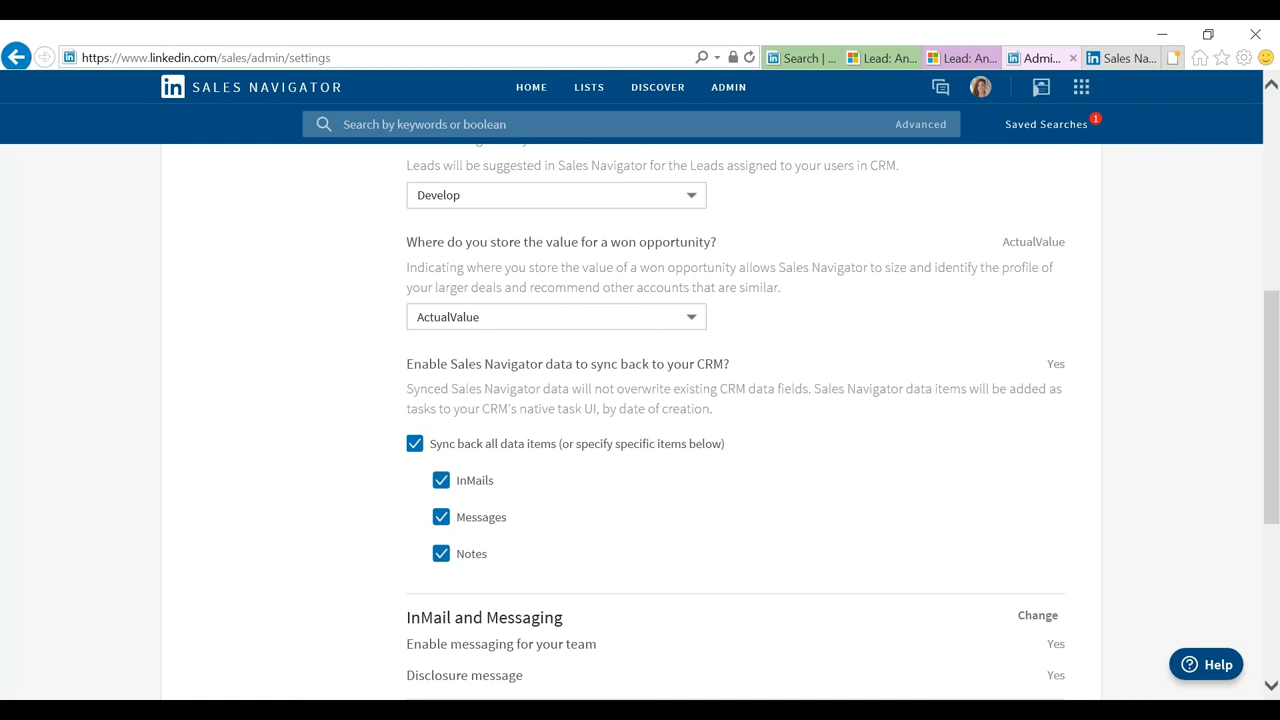 https://www.linkedin.com/sales/admin/settings
Search | ...
Lead: An...
Lead: An...
Admi...
Sales Na...
in SALES NAVIGATOR
HOME
LISTS
DISCOVER
ADMIN
Search by keywords or boolean
Advanced
Saved Searches
1
Leads will be suggested in Sales Navigator for the Leads assigned to your users in CRM.
Develop
Where do you store the value for a won opportunity?
ActualValue
Indicating where you store the value of a won opportunity allows Sales Navigator to size and identify the profile of
your larger deals and recommend other accounts that are similar.
ActualValue
Enable Sales Navigator data to sync back to your CRM?
Yes
Synced Sales Navigator data will not overwrite existing CRM data fields. Sales Navigator data items will be added as
tasks to your CRM's native task UI, by date of creation.
Sync back all data items (or specify specific items below)
InMails
Messages
Notes
InMail and Messaging
Change
Enable messaging for your team
Yes
Disclosure message
Yes
Help